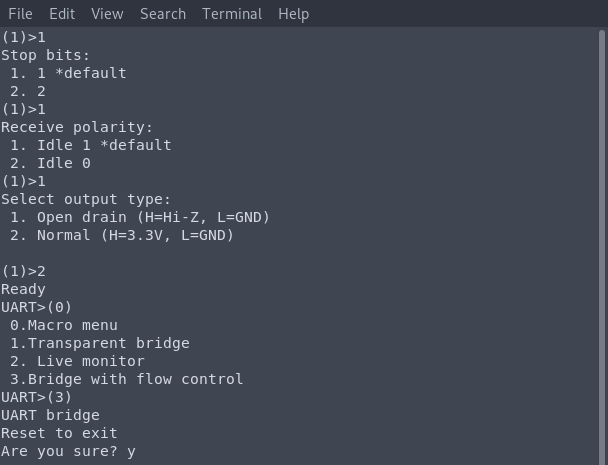 File Edit View Search Terminal Help
(1)>1
Stop bits:
 1. 1 *default
 2. 2
(1)>1
Receive polarity:
 1. Idle 1 *default
 2. Idle 0
(1)>1
Select output type:
 1. Open drain (H=Hi-Z, L=GND)
 2. Normal (H=3.3V, L=GND)

(1)>2
Ready
UART>(0)
 0.Macro menu
 1.Transparent bridge
 2. Live monitor
 3.Bridge with flow control
UART>(3)
UART bridge
Reset to exit
Are you sure? y